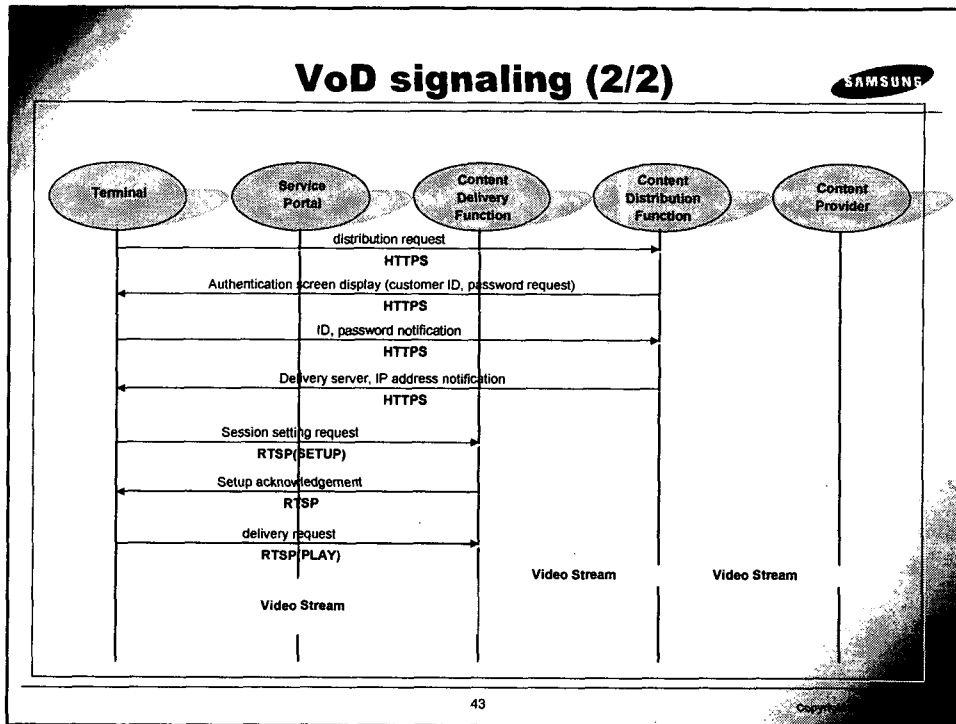 VoD signaling (2/2)
SAMSUNG
Terminal
Service
Portal
Content
Delivery
Function
Content
Distribution
Function
Content
Provider
distribution request
HTTPS
Authentication screen display (customer ID, password request)
HTTPS
ID, password notification
HTTPS
Delivery server, IP address notification
HTTPS
Session setting request
RTSP(SETUP)
Setup acknowledgement
RTSP
delivery request
RTSP(PLAY)
Video Stream
Video Stream
Video Stream
43